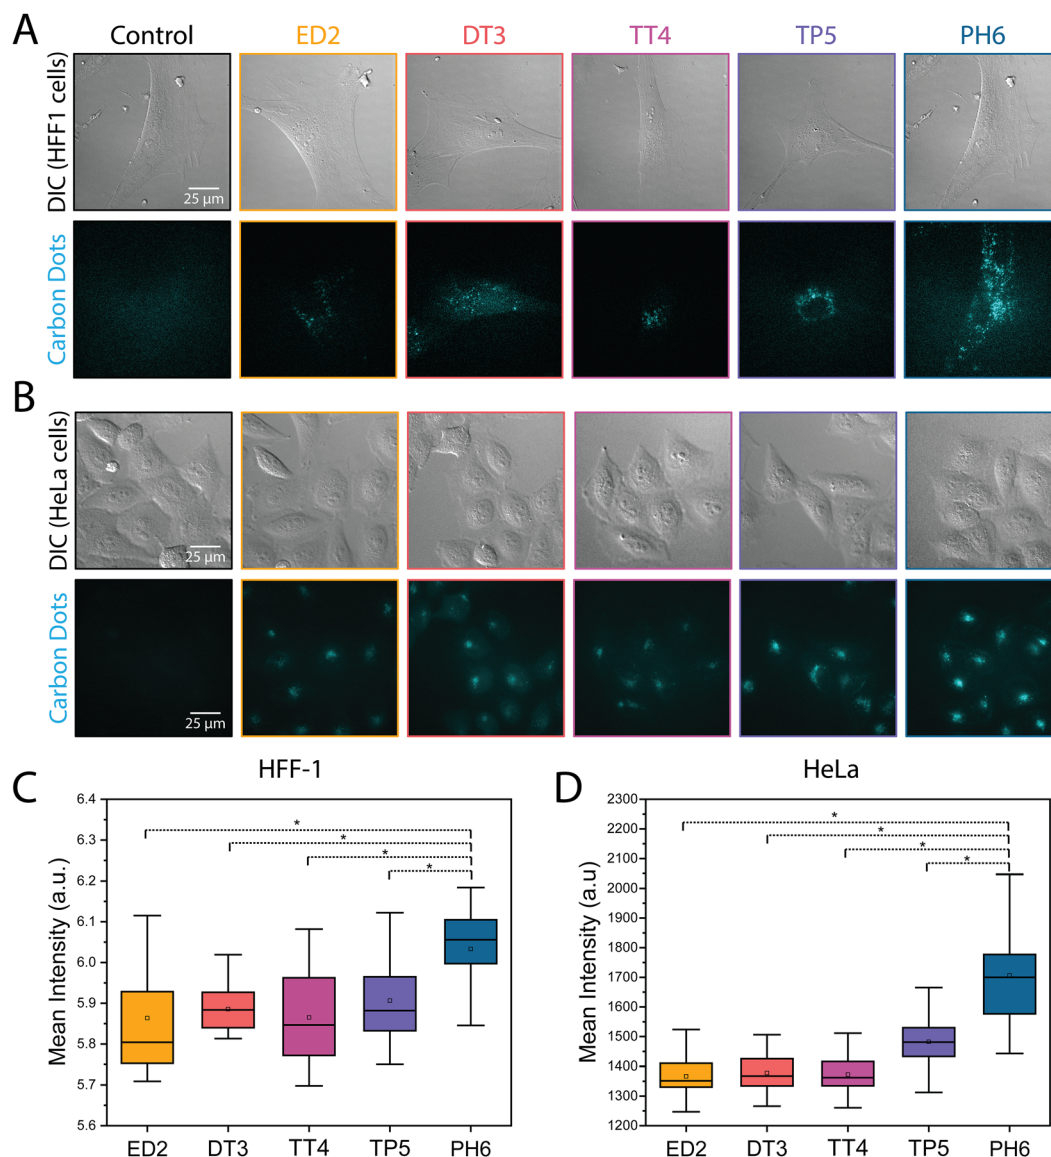 A
Control ED2 DT3 TT4 TP5 PH6
DIC (HFF1 cells)
25 µm
Carbon Dots
B
DIC (HeLa cells)
25 µm
Carbon Dots
25 µm
C
HFF-1
Mean Intensity (a.u.)
6.4
6.3
6.2
6.1
6.0
5.9
5.8
5.7
5.6
* * * *
ED2 DT3 TT4 TP5 PH6
D
HeLa
Mean Intensity (a.u)
2300
2200
2100
2000
1900
1800
1700
1600
1500
1400
1300
1200
* * * *
ED2 DT3 TT4 TP5 PH6